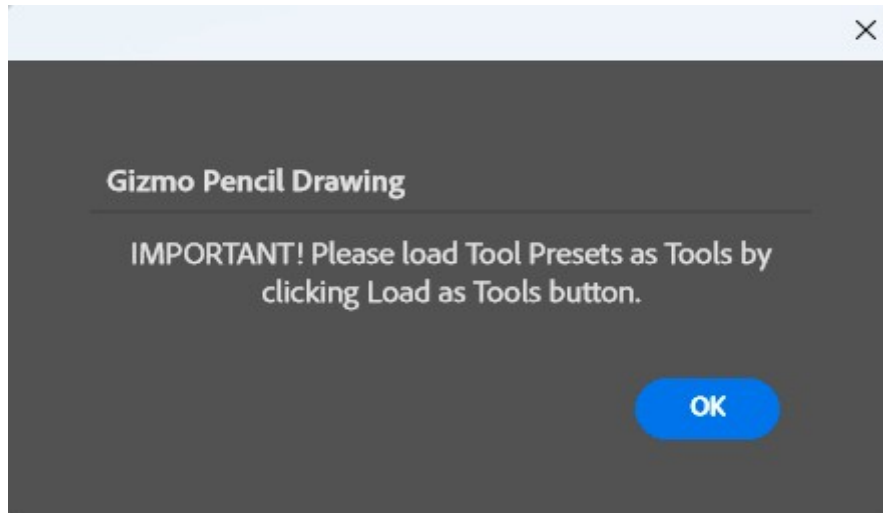 Gizmo Pencil Drawing
IMPORTANT! Please load Tool Presets as Tools by
clicking Load as Tools button.
OK